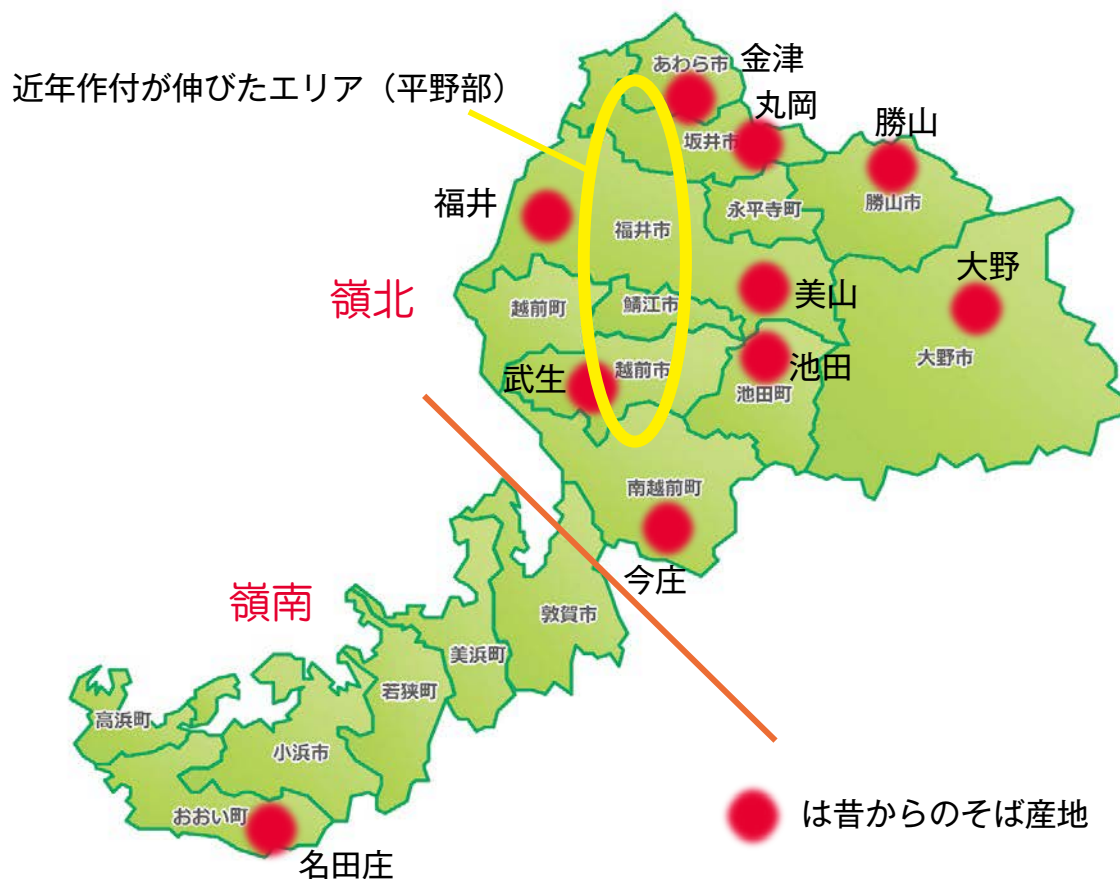 近年作付が伸びたエリア（平野部）
あわら市
金津
丸岡
坂井市
勝山
勝山市
永平寺町
福井
福井市
大野
大野市
美山
嶺北
越前町
鯖江市
池田
池田町
武生
越前市
南越前町
今庄
嶺南
敦賀市
美浜町
若狭町
高浜町
小浜市
おおい町
名田庄
は昔からのそば産地